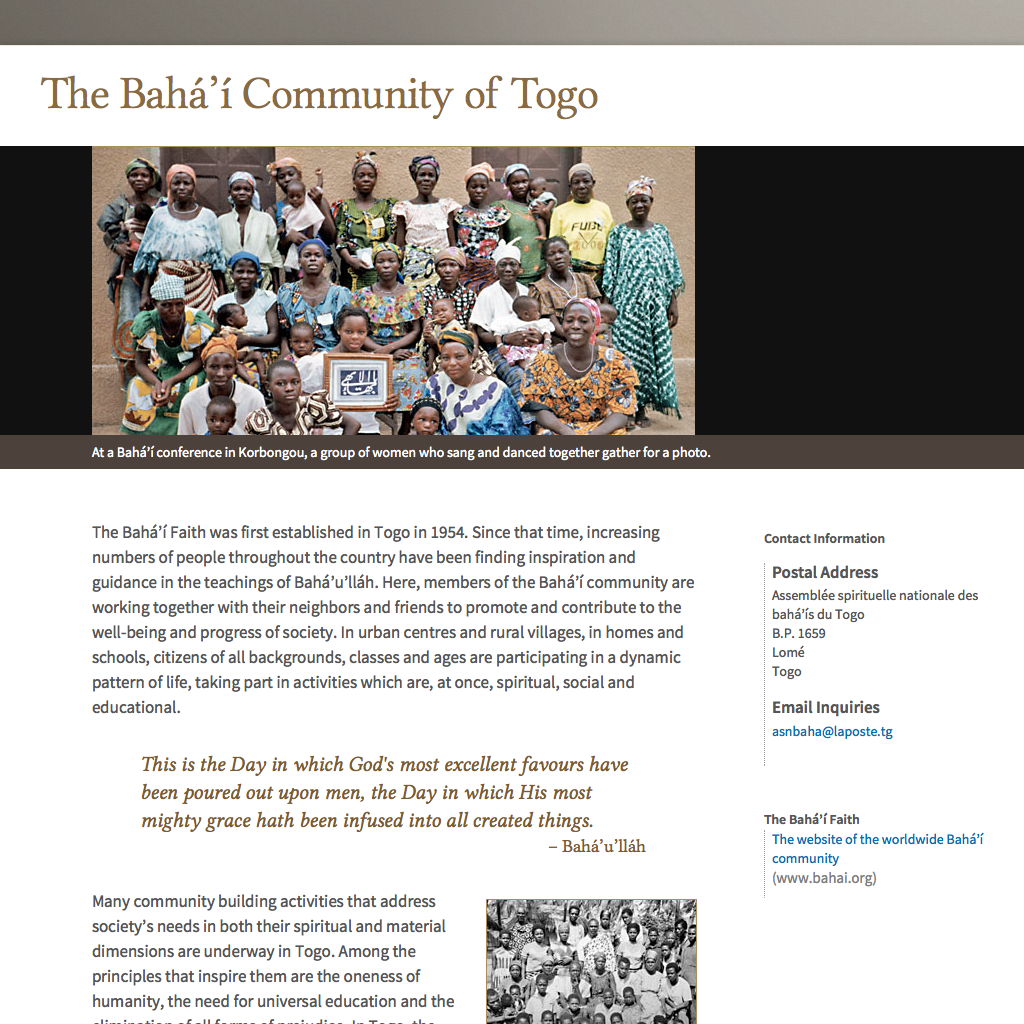 The Bahá’í Community of Togo
FUBE
2006
At a Bahá’í conference in Korbongou, a group of women who sang and danced together gather for a photo.
The Bahá’í Faith was first established in Togo in 1954. Since that time, increasing
numbers of people throughout the country have been finding inspiration and
guidance in the teachings of Bahá’u’lláh. Here, members of the Bahá’í community are
working together with their neighbors and friends to promote and contribute to the
well-being and progress of society. In urban centres and rural villages, in homes and
schools, citizens of all backgrounds, classes and ages are participating in a dynamic
pattern of life, taking part in activities which are, at once, spiritual, social and
educational.
This is the Day in which God's most excellent favours have
been poured out upon men, the Day in which His most
mighty grace hath been infused into all created things.
– Bahá’u’lláh
Many community building activities that address
society’s needs in both their spiritual and material
dimensions are underway in Togo. Among the
principles that inspire them are the oneness of
humanity, the need for universal education and the
elimination of all forms of prejudice. In Togo, the
Contact Information
Postal Address
Assemblée spirituelle nationale des
bahá’ís du Togo
B.P. 1659
Lomé
Togo
Email Inquiries
asnbaha@laposte.tg
The Bahá’í Faith
The website of the worldwide Bahá’í
community
(www.bahai.org)